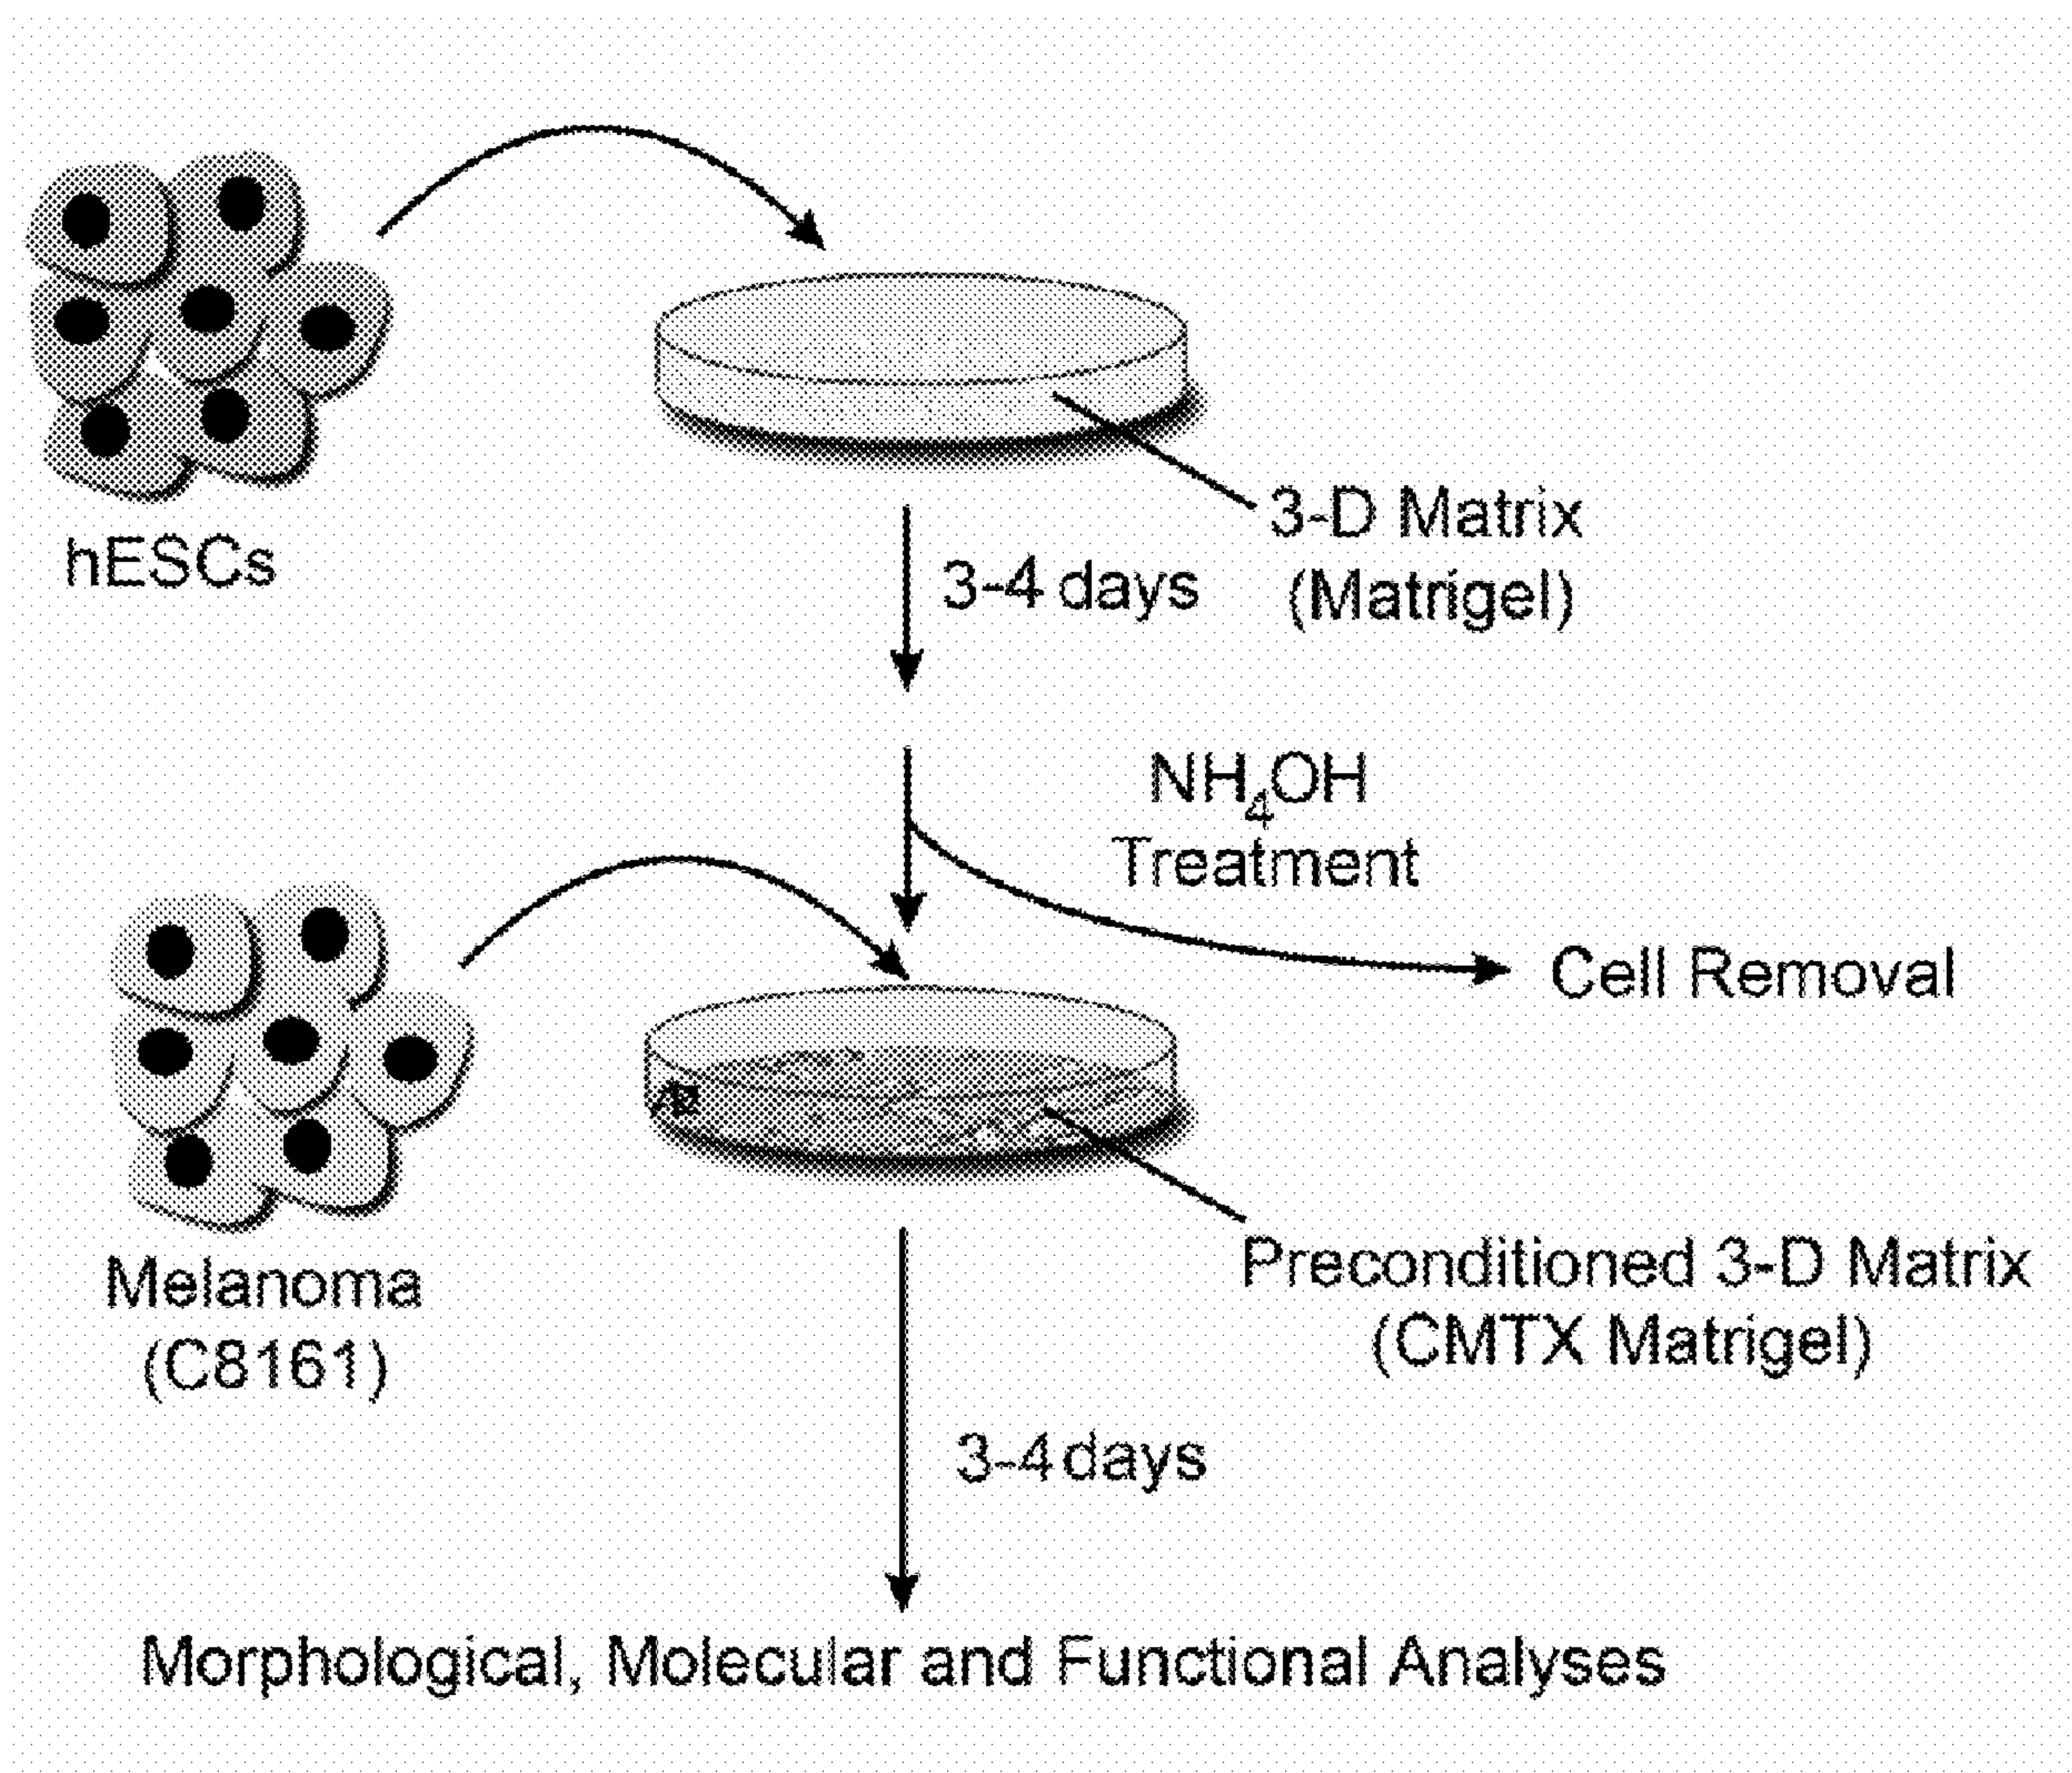 hESCs
3-D Matrix
(Matrigel)
3-4 days
NH4OH
Treatment
Cell Removal
Melanoma
(C8161)
Preconditioned 3-D Matrix
(CMTX Matrigel)
3-4 days
Morphological, Molecular and Functional Analyses